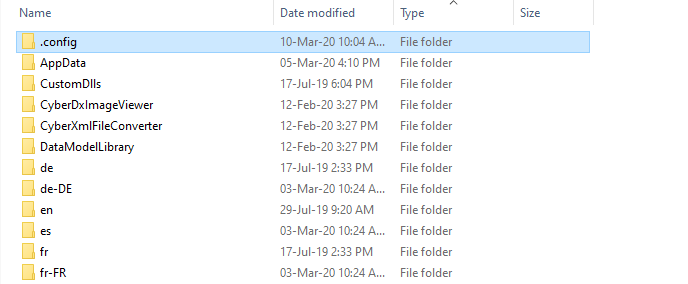 Name Date modified Type Size
.config 10-Mar-20 10:04 A... File folder
AppData 05-Mar-20 4:10 PM File folder
CustomDlls 17-Jul-19 6:04 PM File folder
CyberDxImageViewer 12-Feb-20 3:27 PM File folder
CyberXmlFileConverter 12-Feb-20 3:27 PM File folder
DataModelLibrary 12-Feb-20 3:27 PM File folder
de 17-Jul-19 2:33 PM File folder
de-DE 03-Mar-20 10:24 A... File folder
en 29-Jul-19 9:20 AM File folder
es 03-Mar-20 10:24 A... File folder
fr 17-Jul-19 2:33 PM File folder
fr-FR 03-Mar-20 10:24 A... File folder